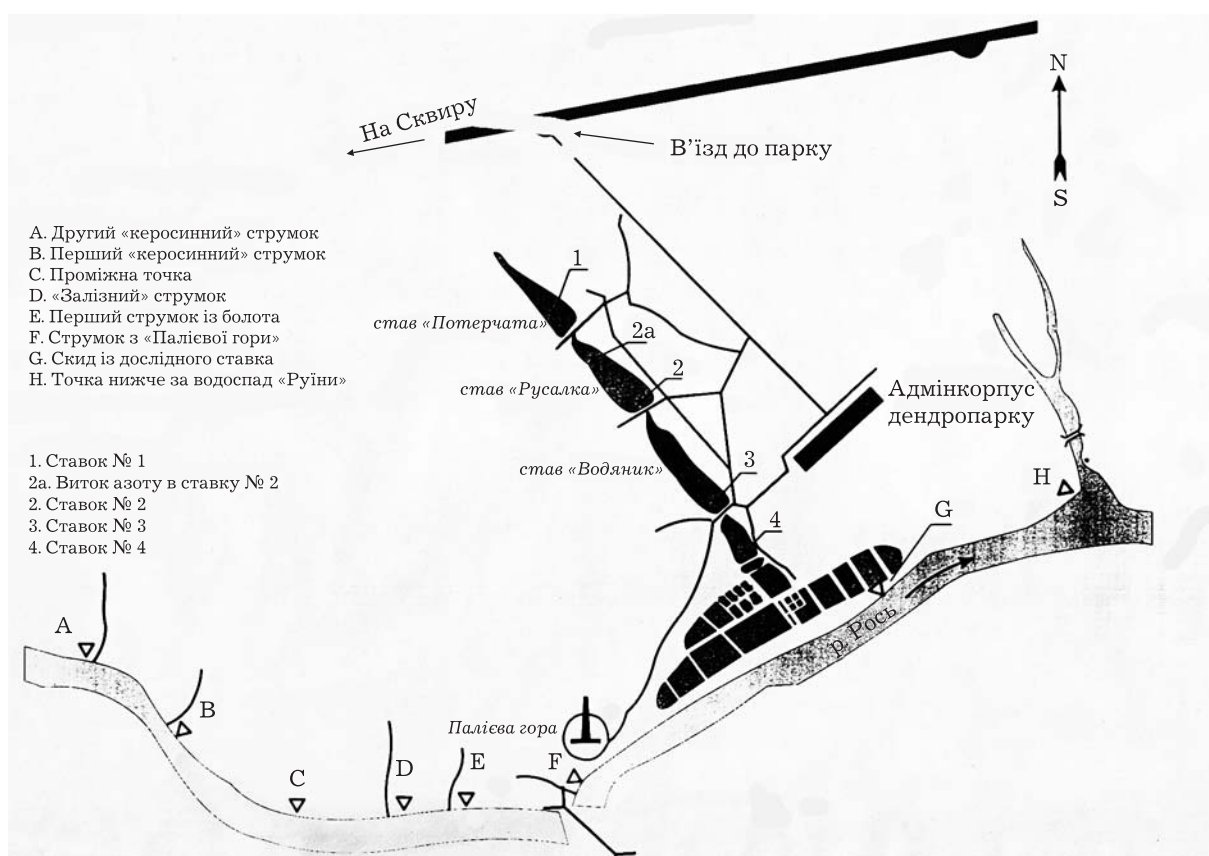 N
На Сквиру
В’їзд до парку
S
A. Другий «керосинний» струмок
B. Перший «керосинний» струмок
C. Проміжна точка
D. «Залізний» струмок
E. Перший струмок із болота
F. Струмок з «Палієвої гори»
G. Скид із дослідного ставка
H. Точка нижче за водоспад «Руїни»
1
став «Потерчата»
2а
2
став «Русалка»
Адмінкорпус
дендропарку
1. Ставок № 1
2а. Виток азоту в ставку № 2
2. Ставок № 2
3. Ставок № 3
4. Ставок № 4
став «Водяник»
3
H
4
G
A
р. Рось
B
Палієва гора
C
D
E
F